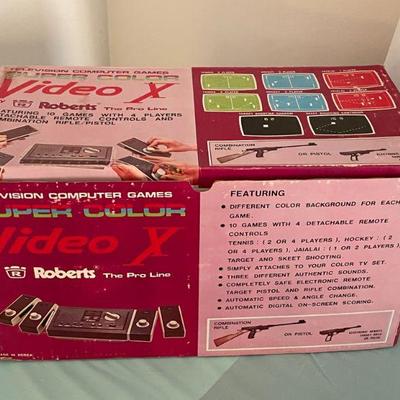 TELEVISION COMPUTER GAMES
SUPER COLOR
Video X
Roberts The Pro Line
FEATURING 10 GAMES WITH 4 PLAYERS
DETACHABLE REMOTE CONTROLS AND
COMBINATION RIFLE/PISTOL
COMBINATION
RIFLE
OR PISTOL
VISION COMPUTER GAMES
SUPER COLOR
Video X
Roberts The Pro Line
FEATURING
• DIFFERENT COLOR BACKGROUND FOR EACH
GAME.
• 10 GAMES WITH 4 DETACHABLE REMOTE
CONTROLS
TENNIS : (2 OR 4 PLAYERS), HOCKEY : (2
OR 4 PLAYERS), JAIALAI : (1 OR 2 PLAYERS),
TARGET AND SKEET SHOOTING
• SIMPLY ATTACHES TO YOUR COLOR TV SET.
• THREE DIFFERENT AUTHENTIC SOUNDS.
• COMPLETELY SAFE ELECTRONIC REMOTE
TARGET PISTOL AND RIFLE COMBINATION.
• AUTOMATIC SPEED & ANGLE CHANGE.
• AUTOMATIC DIGITAL ON-SCREEN SCORING.
COMBINATION
RIFLE
OR PISTOL
ELECTRONIC REMOTE
MADE IN KOREA